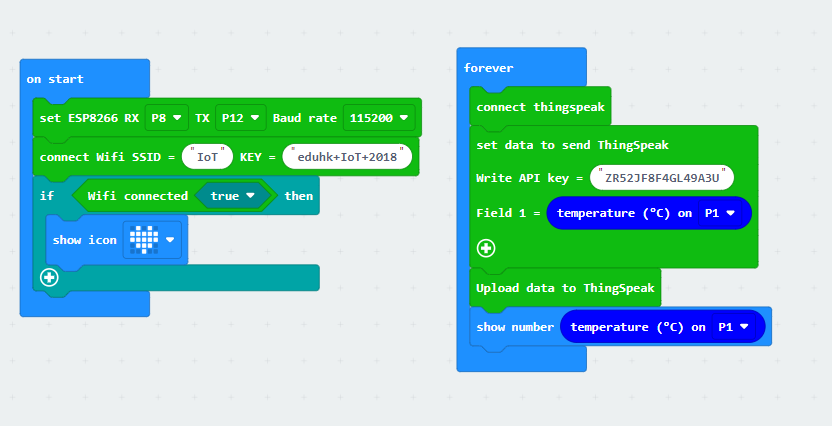 on start
set ESP8266 RX P8 TX P12 Baud rate 115200
connect Wifi SSID = "IoT" KEY = "eduhk+IoT+2018"
if Wifi connected true then
show icon
forever
connect thingspeak
set data to send ThingSpeak
Write API key = "ZR52JF8F4GL49A3U"
Field 1 = temperature (°C) on P1
Upload data to ThingSpeak
show number temperature (°C) on P1